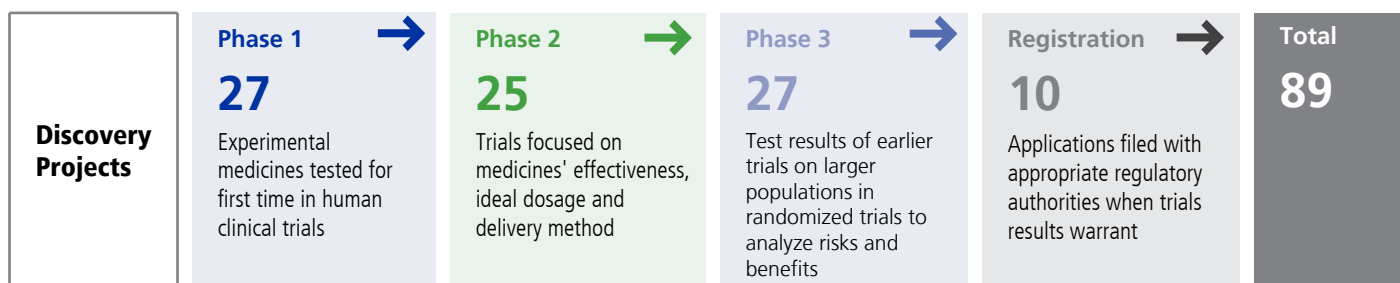 Discovery
Projects
Phase 1
27
Experimental
medicines tested for
first time in human
clinical trials
Phase 2
25
Trials focused on
medicines' effectiveness,
ideal dosage and
delivery method
Phase 3
27
Test results of earlier
trials on larger
populations in
randomized trials to
analyze risks and
benefits
Registration
10
Applications filed with
appropriate regulatory
authorities when trials
results warrant
Total
89